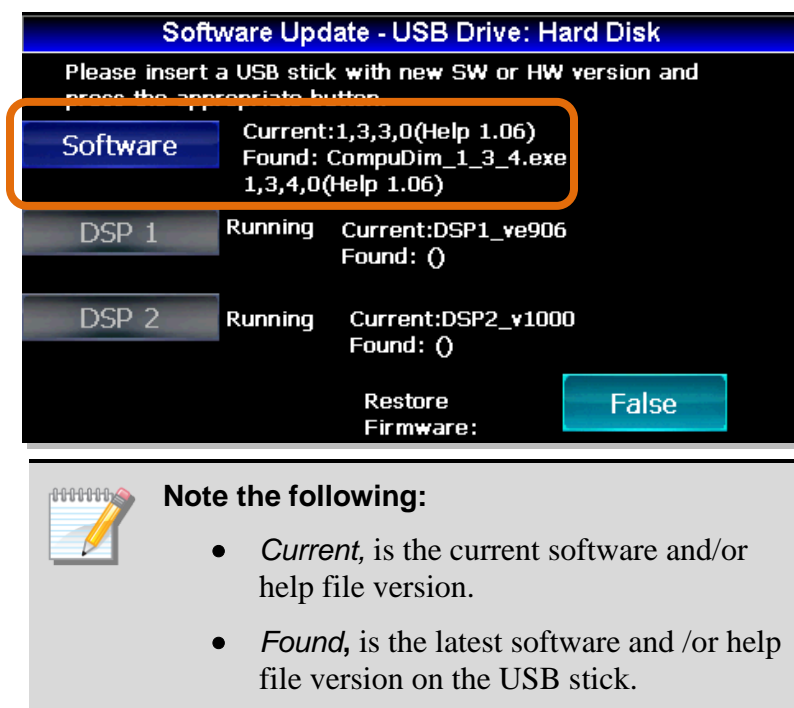 Software Update - USB Drive: Hard Disk
Please insert a USB stick with new SW or HW version and
press the appropriate button
Software
Current:1,3,3,0(Help 1.06)
Found: CompuDim_1_3_4.exe
1,3,4,0(Help 1.06)
DSP 1
Running
Current:DSP1_ve906
Found: ()
DSP 2
Running
Current:DSP2_v1000
Found: ()
Restore
Firmware:
False
Note the following:
• Current, is the current software and/or
help file version.
• Found, is the latest software and /or help
file version on the USB stick.